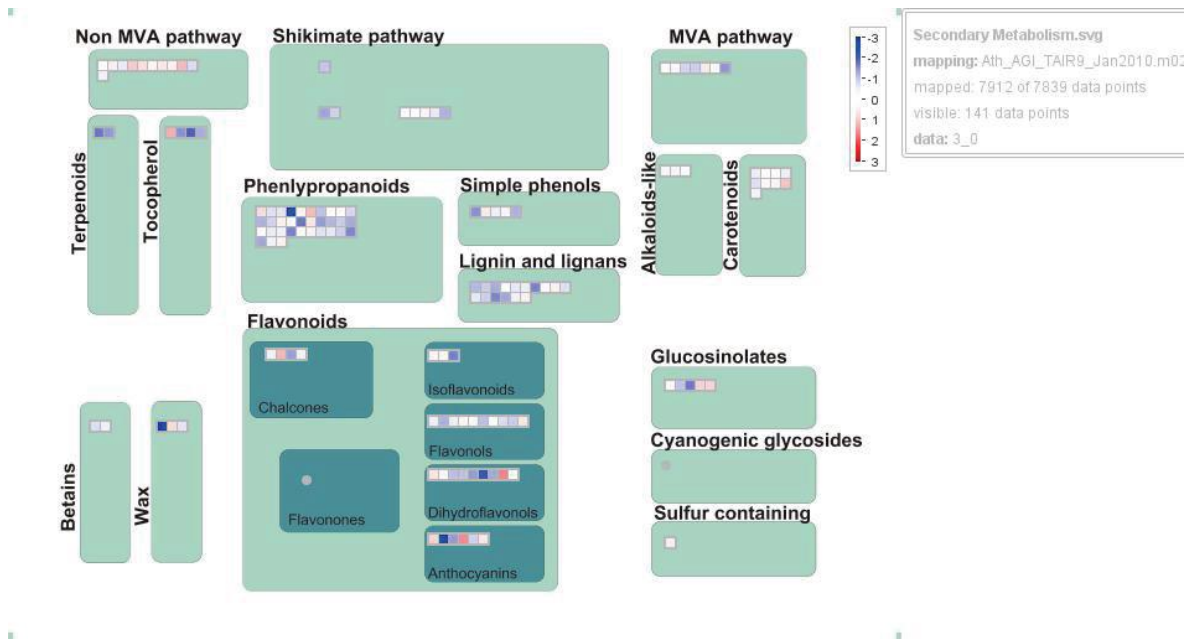 Non MVA pathway
Shikimate pathway
MVA pathway
-3
-2
-1
0
1
2
3
Secondary Metabolism.svg
mapping: Ath_AGI_TAIR9_Jan2010.m02
mapped: 7912 of 7839 data points
visible: 141 data points
data: 3_0
Terpenoids
Tocopherol
Phenlypropanoids
Simple phenols
Lignin and lignans
Alkaloids-like
Carotenoids
Flavonoids
Chalcones
Isoflavonoids
Flavonols
Flavonones
Dihydroflavonols
Anthocyanins
Betains
Wax
Glucosinolates
Cyanogenic glycosides
Sulfur containing